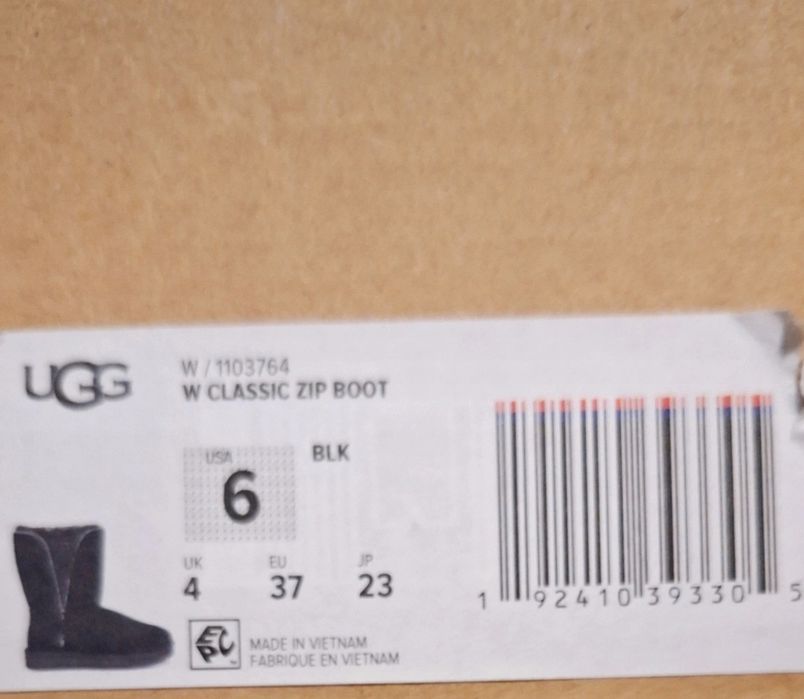 UGG
W / 1103764
W CLASSIC ZIP BOOT
USA
BLK
6
UK EU JP
4 37 23
1 92410 39330 5
EPC
MADE IN VIETNAM
FABRIQUE EN VIETNAM